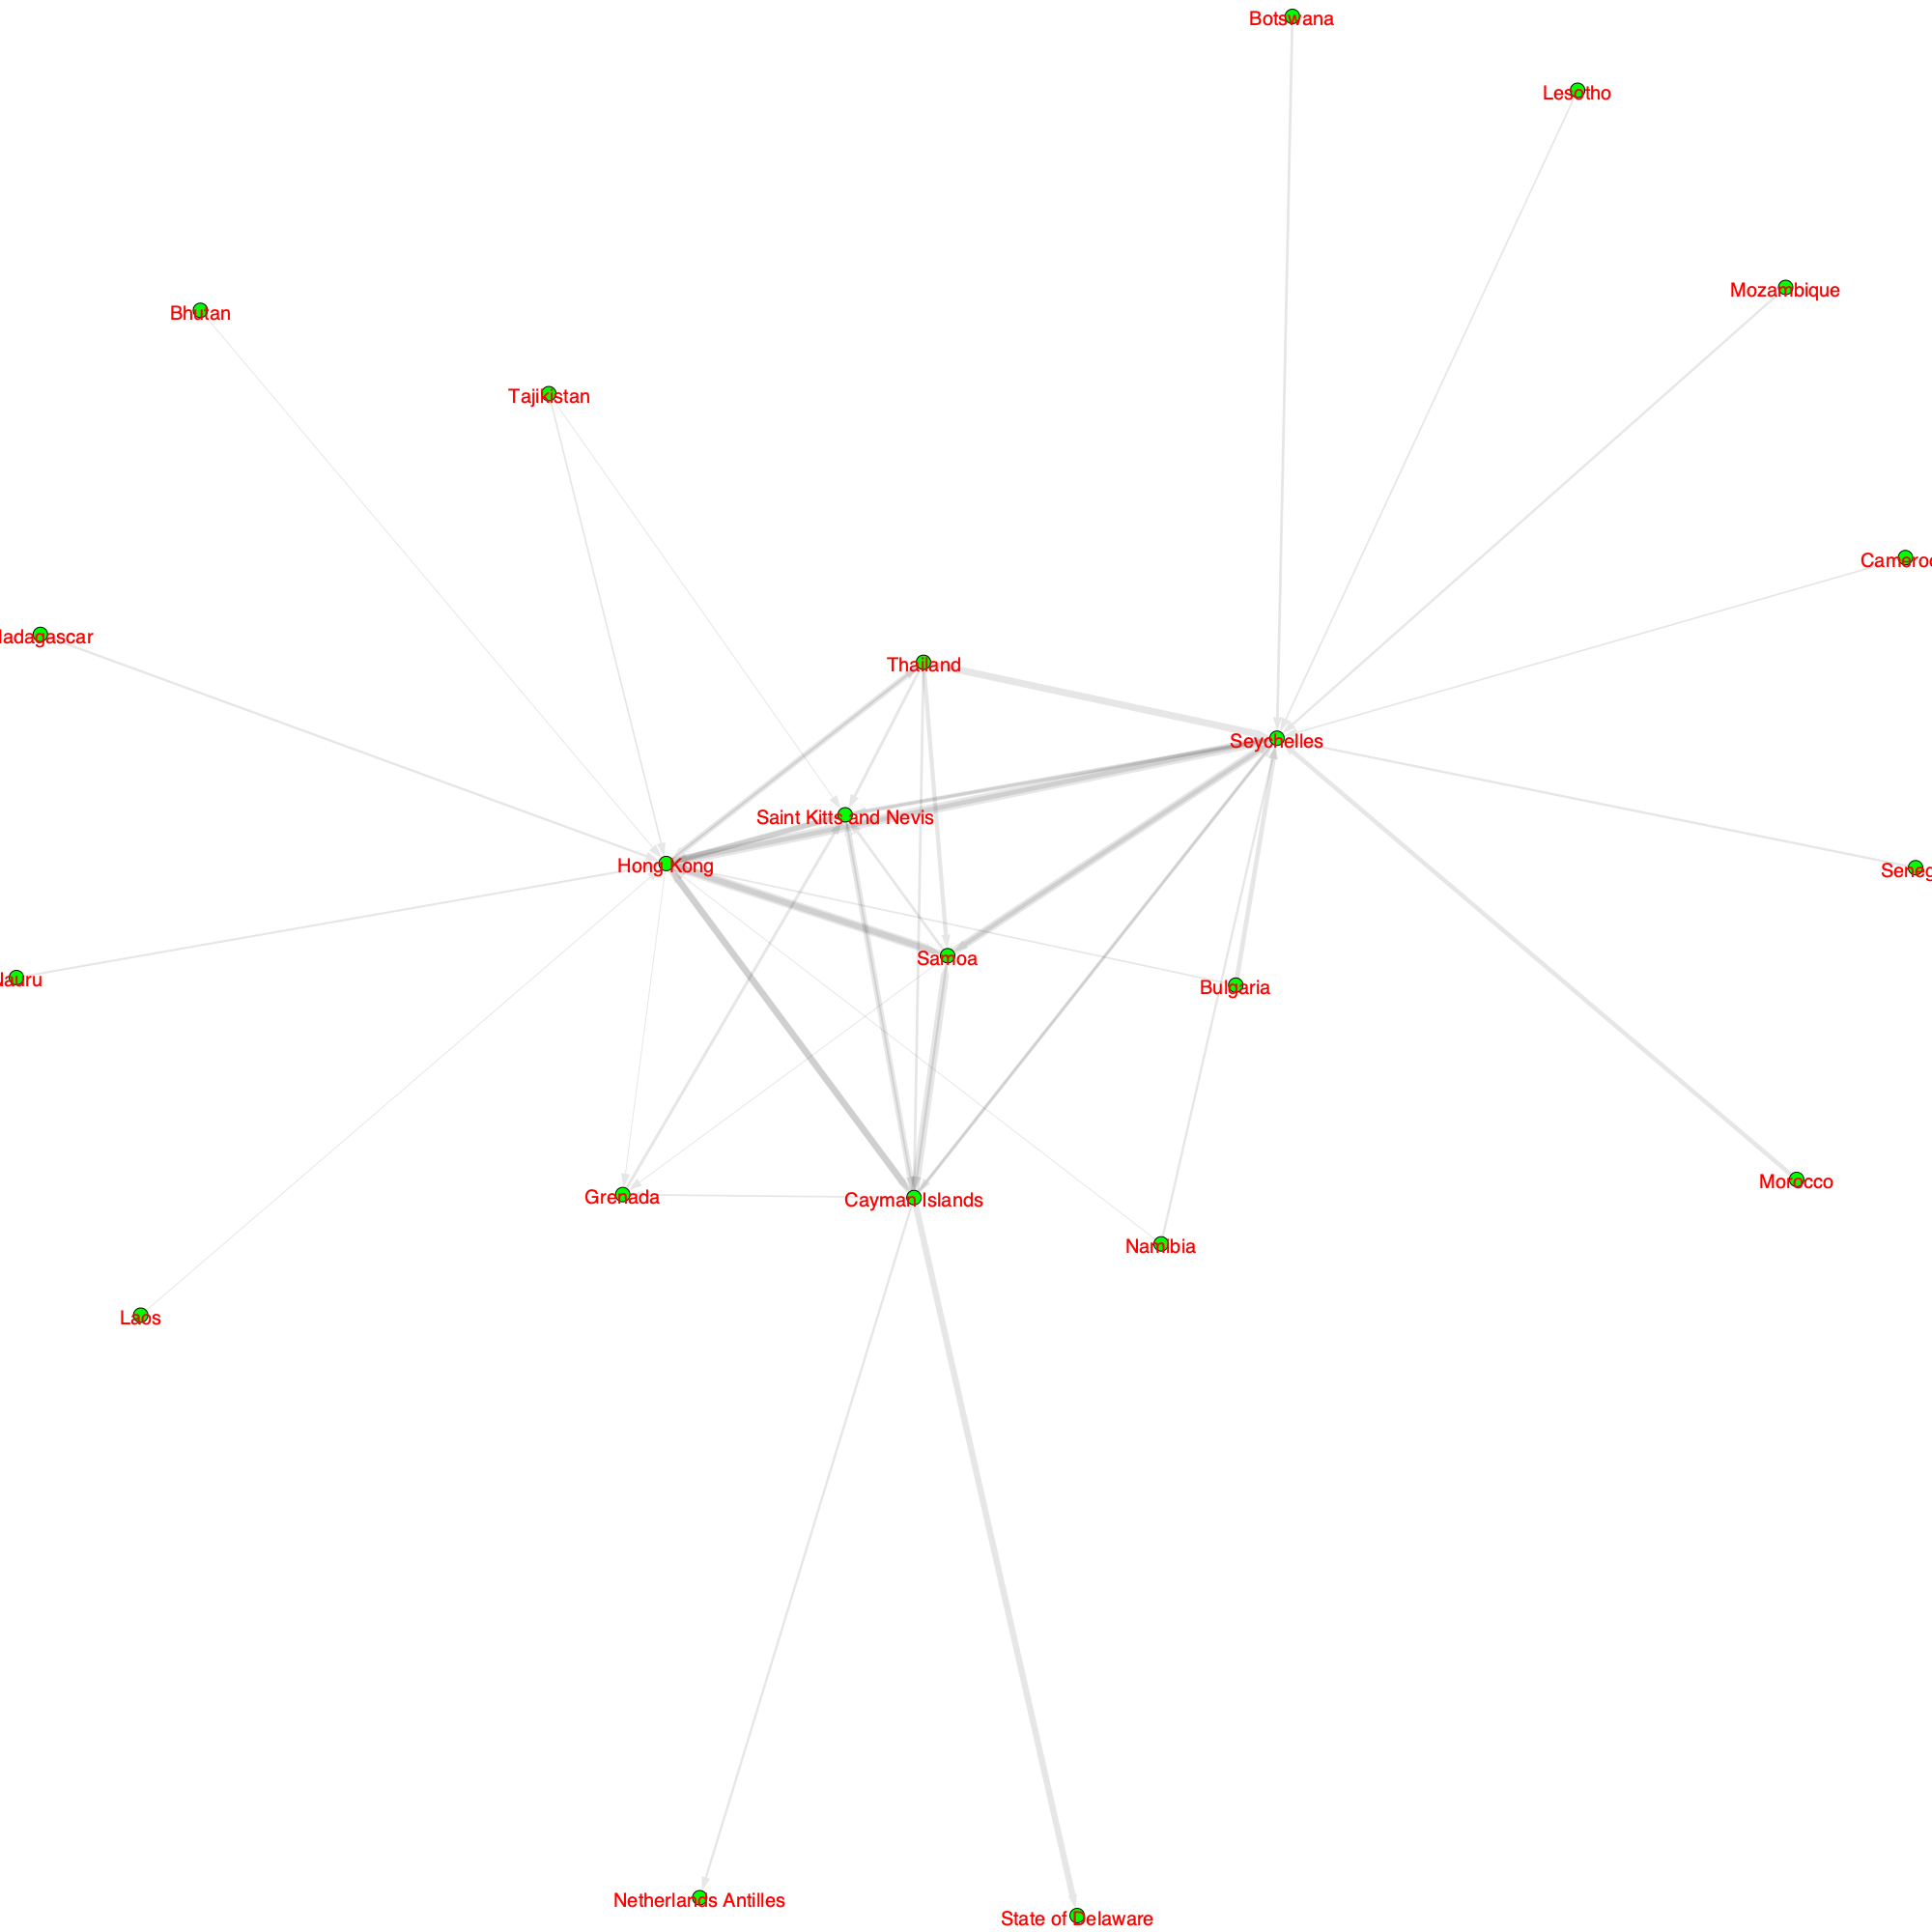 Botswana
Lesotho
Mozambique
Bhutan
Tajikistan
Cameroo
Madagascar
Thailand
Seychelles
Saint Kitts and Nevis
Hong Kong
Seneg
Samoa
Nauru
Bulgaria
Morocco
Grenada
Cayman Islands
Namibia
Laos
Netherlands Antilles
State of Delaware